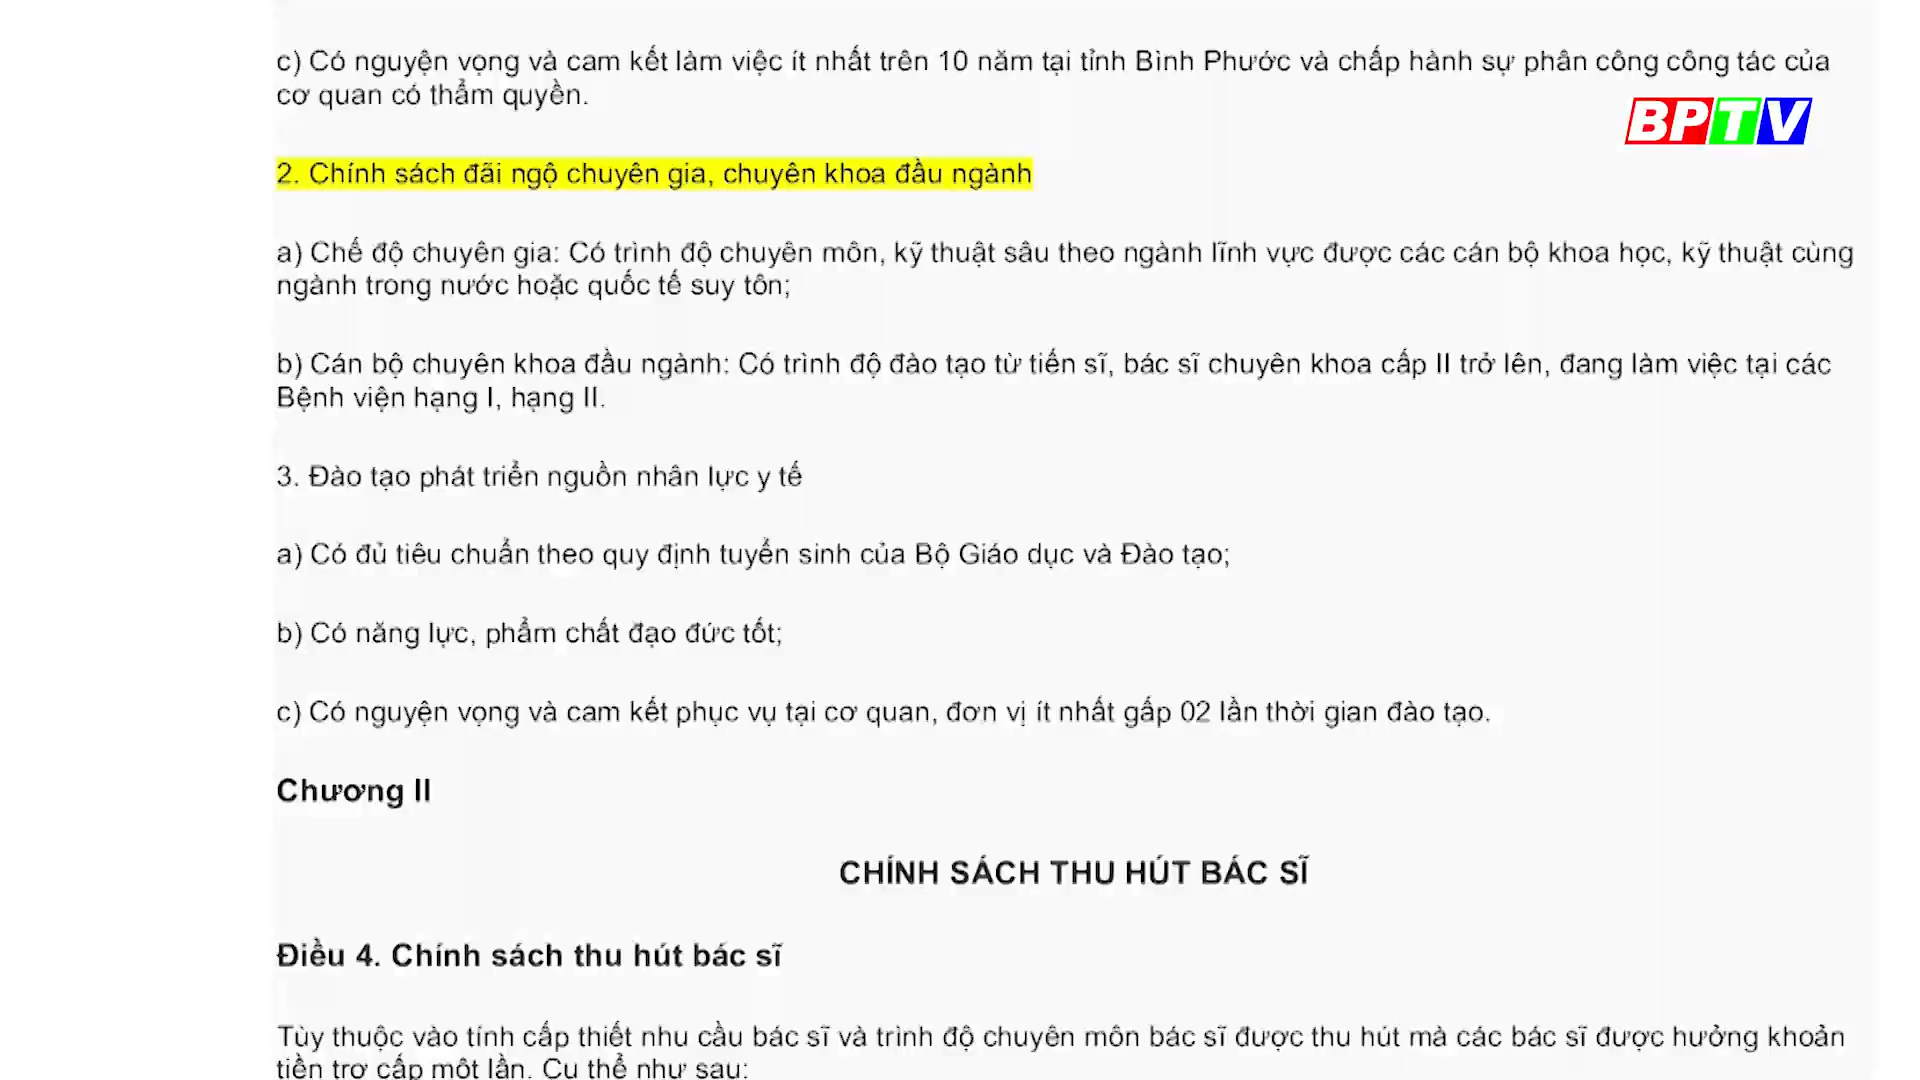 c) Có nguyện vọng và cam kết làm việc ít nhất trên 10 năm tại tỉnh Bình Phước và chấp hành sự phân công công tác của
cơ quan có thẩm quyền.
BPTV
2. Chính sách đãi ngộ chuyên gia, chuyên khoa đầu ngành
a) Chế độ chuyên gia: Có trình độ chuyên môn, kỹ thuật sâu theo ngành lĩnh vực được các cán bộ khoa học, kỹ thuật cùng
ngành trong nước hoặc quốc tế suy tôn;
b) Cán bộ chuyên khoa đầu ngành: Có trình độ đào tạo từ tiến sĩ, bác sĩ chuyên khoa cấp II trở lên, đang làm việc tại các
Bệnh viện hạng I, hạng II.
3. Đào tạo phát triển nguồn nhân lực y tế
a) Có đủ tiêu chuẩn theo quy định tuyển sinh của Bộ Giáo dục và Đào tạo;
b) Có năng lực, phẩm chất đạo đức tốt;
c) Có nguyện vọng và cam kết phục vụ tại cơ quan, đơn vị ít nhất gấp 02 lần thời gian đào tạo.
Chương II
CHÍNH SÁCH THU HÚT BÁC SĨ
Điều 4. Chính sách thu hút bác sĩ
Tùy thuộc vào tính cấp thiết nhu cầu bác sĩ và trình độ chuyên môn bác sĩ được thu hút mà các bác sĩ được hưởng khoản
tiền trợ cấp một lần. Cụ thể như sau: